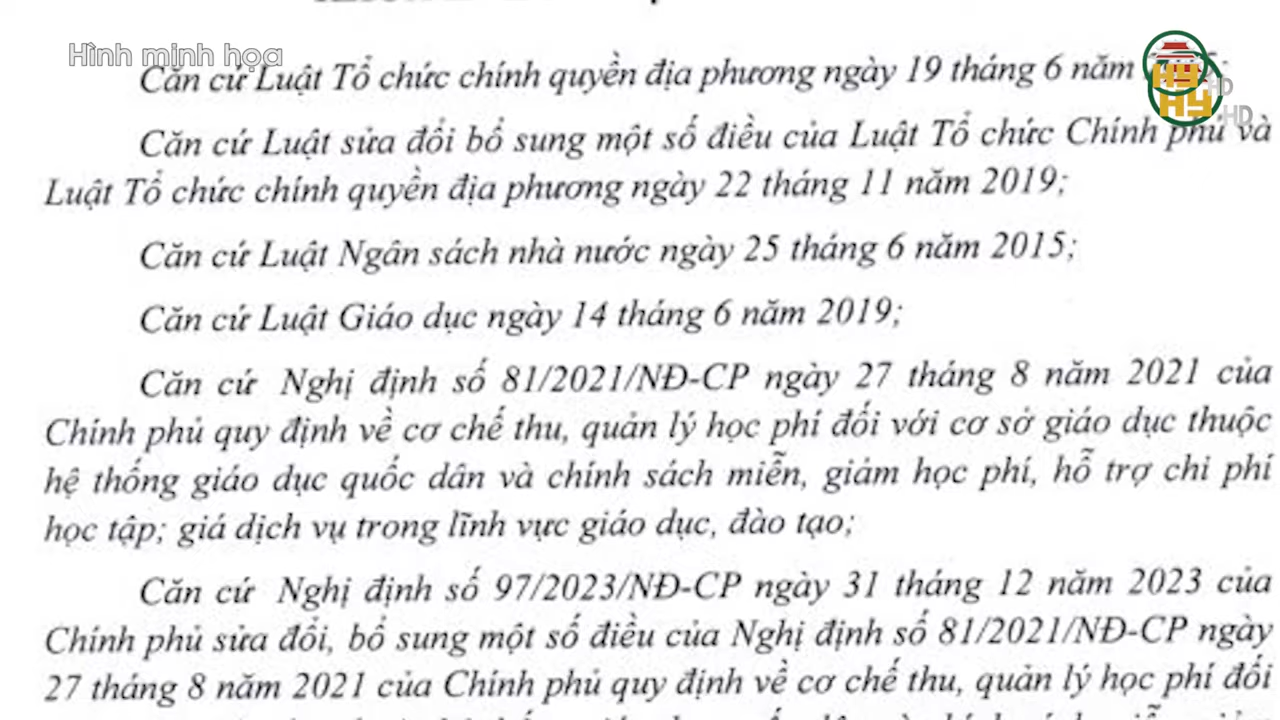 Hình minh họa
Căn cứ Luật Tổ chức chính quyền địa phương ngày 19 tháng 6 năm
HY HD
HY HD
Căn cứ Luật sửa đổi bổ sung một số điều của Luật Tổ chức Chính phủ và
Luật Tổ chức chính quyền địa phương ngày 22 tháng 11 năm 2019;
Căn cứ Luật Ngân sách nhà nước ngày 25 tháng 6 năm 2015;
Căn cứ Luật Giáo dục ngày 14 tháng 6 năm 2019;
Căn cứ Nghị định số 81/2021/NĐ-CP ngày 27 tháng 8 năm 2021 của
Chính phủ quy định về cơ chế thu, quản lý học phí đối với cơ sở giáo dục thuộc
hệ thống giáo dục quốc dân và chính sách miễn, giảm học phí, hỗ trợ chi phí
học tập; giá dịch vụ trong lĩnh vực giáo dục, đào tạo;
Căn cứ Nghị định số 97/2023/NĐ-CP ngày 31 tháng 12 năm 2023 của
Chính phủ sửa đổi, bổ sung một số điều của Nghị định số 81/2021/NĐ-CP ngày
27 tháng 8 năm 2021 của Chính phủ quy định về cơ chế thu, quản lý học phí đối